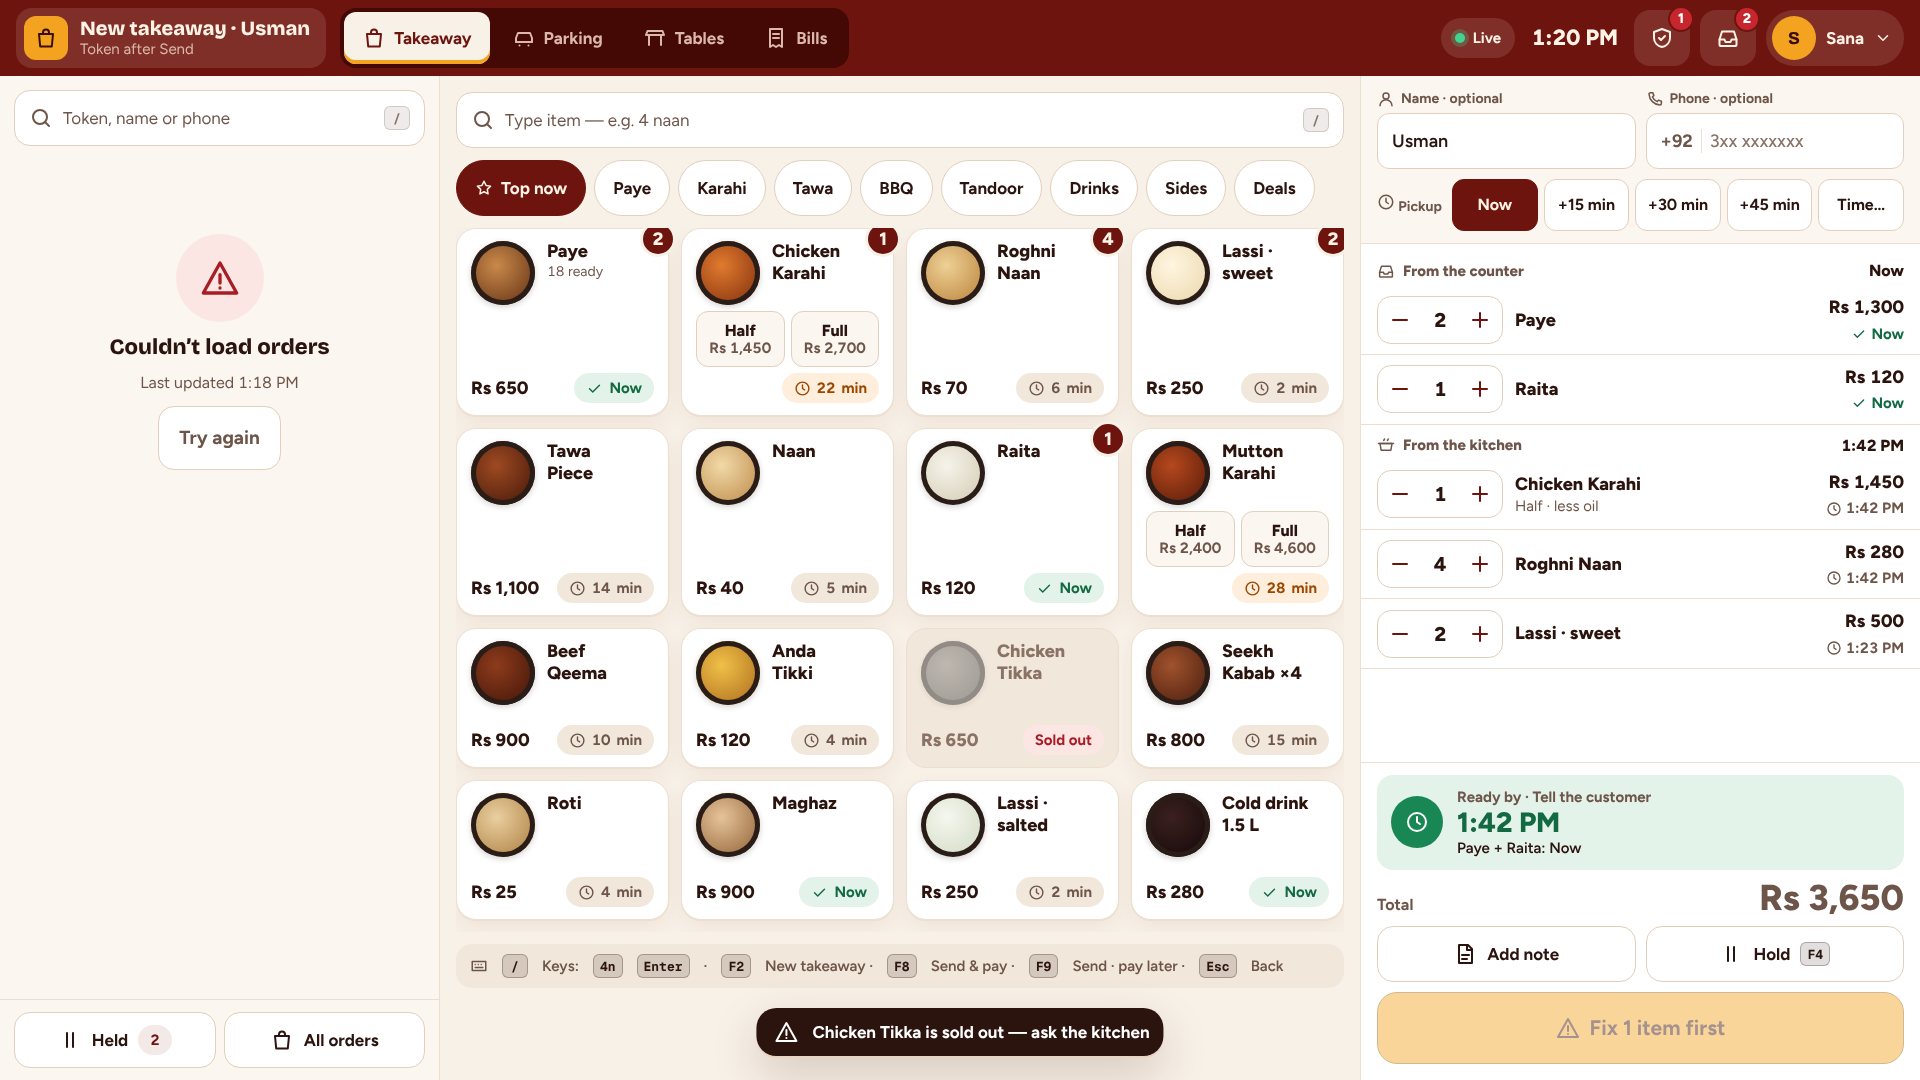 New takeaway · Usman
Token after Send
Takeaway
Parking
Tables
Bills
Live
1:20 PM
1
2
S
Sana
Token, name or phone
/
Couldn't load orders
Last updated 1:18 PM
Try again
Held
2
All orders
Type item — e.g. 4 naan
/
Top now
Paye
Karahi
Tawa
BBQ
Tandoor
Drinks
Sides
Deals
Paye
18 ready
2
Rs 650
Now
Chicken
Karahi
1
Half
Rs 1,450
Full
Rs 2,700
22 min
Roghni
Naan
4
Rs 70
6 min
Lassi ·
sweet
2
Rs 250
2 min
Tawa
Piece
Rs 1,100
14 min
Naan
Rs 40
5 min
Raita
1
Rs 120
Now
Mutton
Karahi
Half
Rs 2,400
Full
Rs 4,600
28 min
Beef
Qeema
Rs 900
10 min
Anda
Tikki
Rs 120
4 min
Chicken
Tikka
Rs 650
Sold out
Seekh
Kabab ×4
Rs 800
15 min
Roti
Rs 25
4 min
Maghaz
Rs 900
Now
Lassi ·
salted
Rs 250
2 min
Cold drink
1.5 L
Rs 280
Now
/ Keys: 4n Enter · F2 New takeaway · F8 Send & pay · F9 Send · pay later · Esc Back
Chicken Tikka is sold out — ask the kitchen
Name · optional
Usman
Phone · optional
+92 3xx xxxxxxx
Pickup
Now
+15 min
+30 min
+45 min
Time...
From the counter
Now
2
Paye
Rs 1,300
Now
1
Raita
Rs 120
Now
From the kitchen
1:42 PM
1
Chicken Karahi
Half · less oil
Rs 1,450
1:42 PM
4
Roghni Naan
Rs 280
1:42 PM
2
Lassi · sweet
Rs 500
1:23 PM
Ready by · Tell the customer
1:42 PM
Paye + Raita: Now
Total
Rs 3,650
Add note
Hold F4
Fix 1 item first